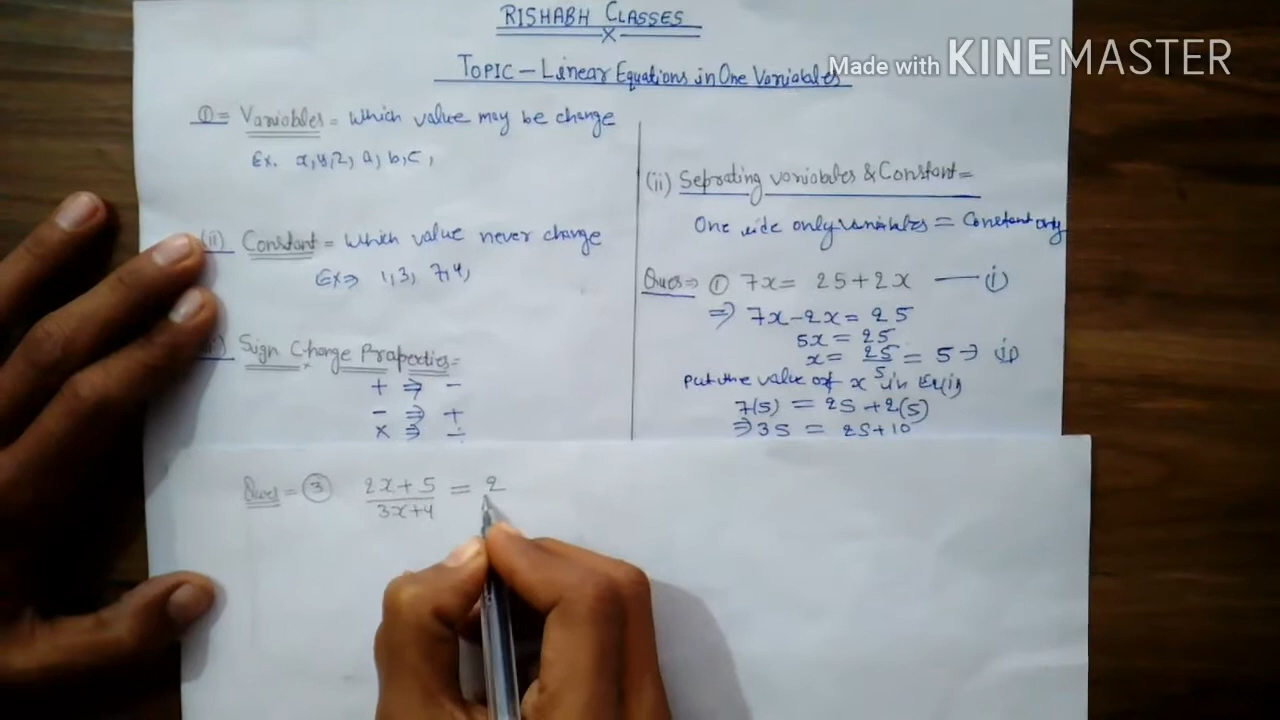 RISHABH CLASSES
x
TOPIC - Linear Equations in One Variables
Made with KINEMASTER
① = Variables = Which value may be change
Ex. x, y, z, a, b, c,
(ii) Constant = Which value never change
Ex ⇒ 1, 3, 7, 4,
Sign Change Properties =
+ ⇒ -
- ⇒ +
× ⇒ ÷
(ii) Seprating variables & Constant =
One side only variables = Constant only
Ques ⇒ ① 7x = 25 + 2x — (i)
⇒ 7x - 2x = 25
5x = 25
x = 25/5 = 5 ⇒
Put the value of x in Eq(i)
7(5) = 25 + 2(5)
⇒ 35 = 25 + 10
Ques = ③ (2x + 5)/(3x + 4) = 2